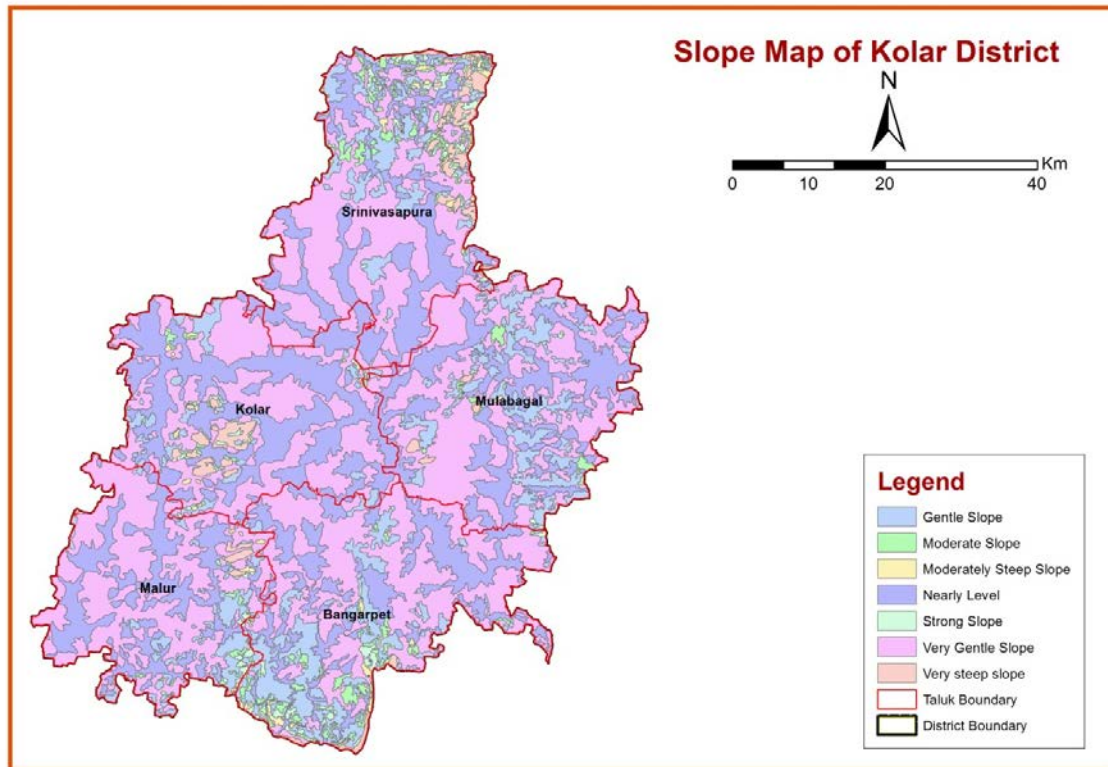 Slope Map of Kolar District
N
Km
0 10 20 40
Srinivasapura
Kolar
Mulabagal
Malur
Bangarpet
Legend
Gentle Slope
Moderate Slope
Moderately Steep Slope
Nearly Level
Strong Slope
Very Gentle Slope
Very steep slope
Taluk Boundary
District Boundary